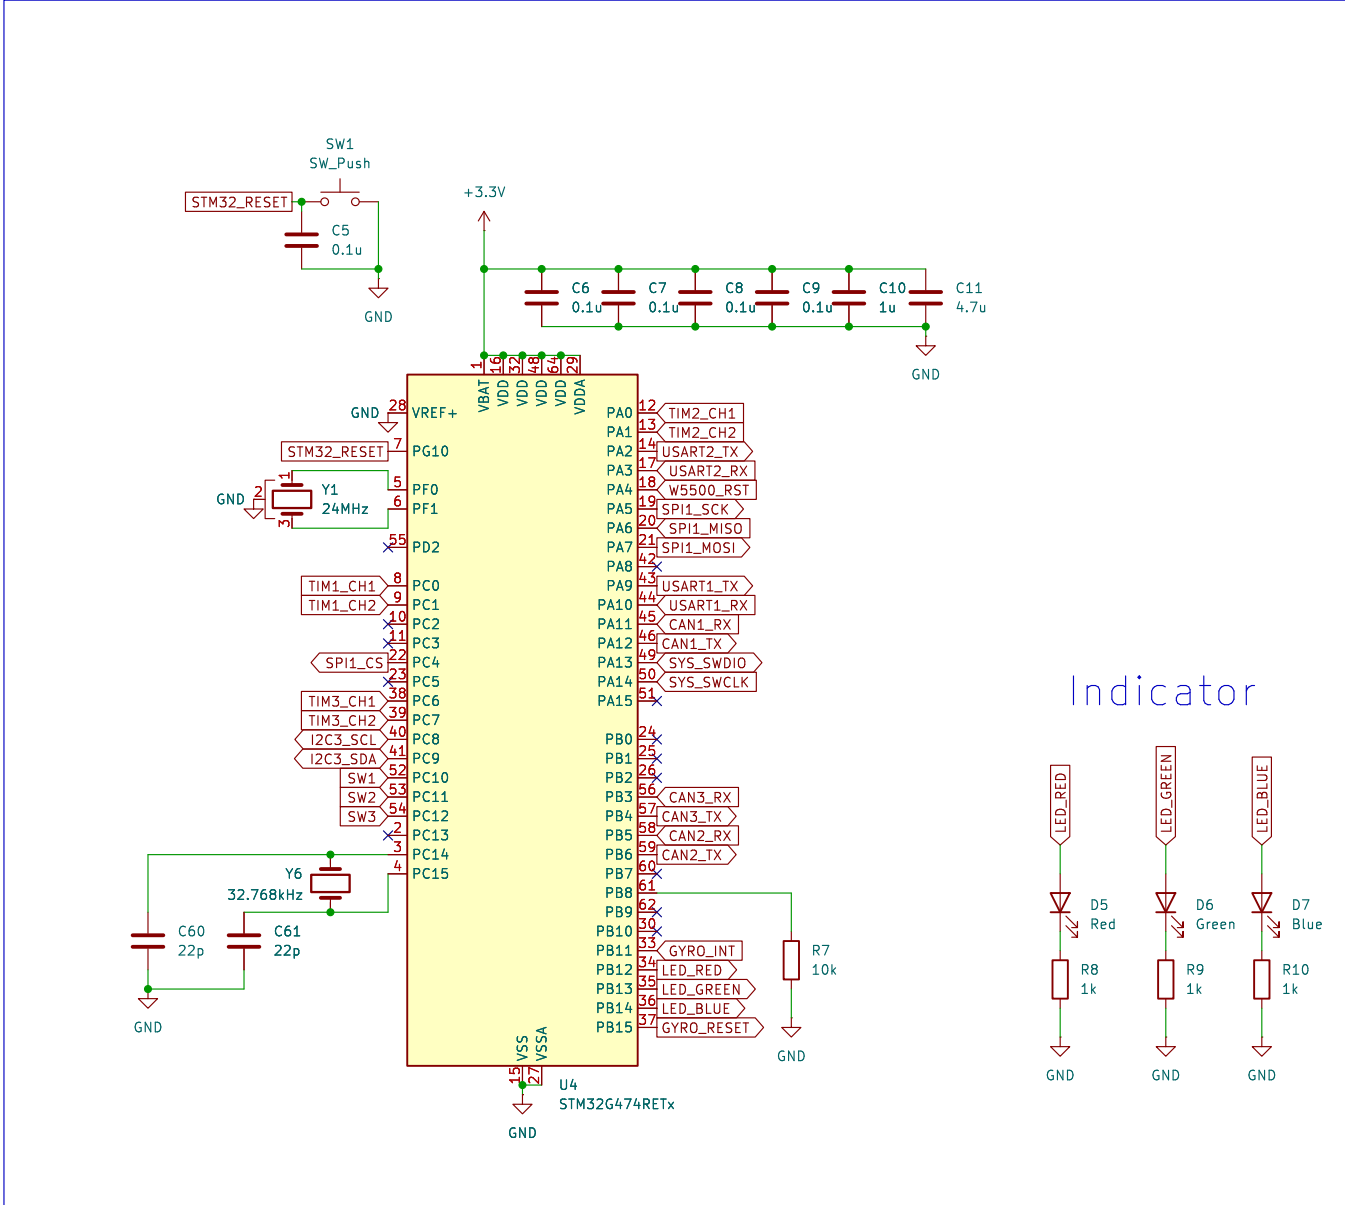 SW1
SW_Push
STM32_RESET
C5
0.1u
GND
+3.3V
C6
0.1u
C7
0.1u
C8
0.1u
C9
0.1u
C10
1u
C11
4.7u
GND
1
16
32
48
64
29
VBAT
VDD
VDD
VDD
VDD
VDDA
GND
28
VREF+
STM32_RESET
7
PG10
GND
2
1
3
Y1
24MHz
5
PF0
6
PF1
55
PD2
TIM1_CH1
8
PC0
TIM1_CH2
9
PC1
10
PC2
11
PC3
SPI1_CS
22
PC4
23
PC5
TIM3_CH1
38
PC6
TIM3_CH2
39
PC7
I2C3_SCL
40
PC8
I2C3_SDA
41
PC9
SW1
52
PC10
SW2
53
PC11
SW3
54
PC12
2
PC13
3
PC14
4
PC15
Y6
32.768kHz
C60
22p
C61
22p
GND
PA0
12
TIM2_CH1
PA1
13
TIM2_CH2
PA2
14
USART2_TX
PA3
17
USART2_RX
PA4
18
W5500_RST
PA5
19
SPI1_SCK
PA6
20
SPI1_MISO
PA7
21
SPI1_MOSI
PA8
42
PA9
43
USART1_TX
PA10
44
USART1_RX
PA11
45
CAN1_RX
PA12
46
CAN1_TX
PA13
49
SYS_SWDIO
PA14
50
SYS_SWCLK
PA15
51
PB0
24
PB1
25
PB2
26
PB3
56
CAN3_RX
PB4
57
CAN3_TX
PB5
58
CAN2_RX
PB6
59
CAN2_TX
PB7
60
PB8
61
PB9
62
PB10
30
PB11
33
GYRO_INT
PB12
34
LED_RED
PB13
35
LED_GREEN
PB14
36
LED_BLUE
PB15
37
GYRO_RESET
R7
10k
GND
VSS
VSSA
15
27
U4
STM32G474RETx
GND
Indicator
LED_RED
LED_GREEN
LED_BLUE
D5
Red
D6
Green
D7
Blue
R8
1k
R9
1k
R10
1k
GND
GND
GND